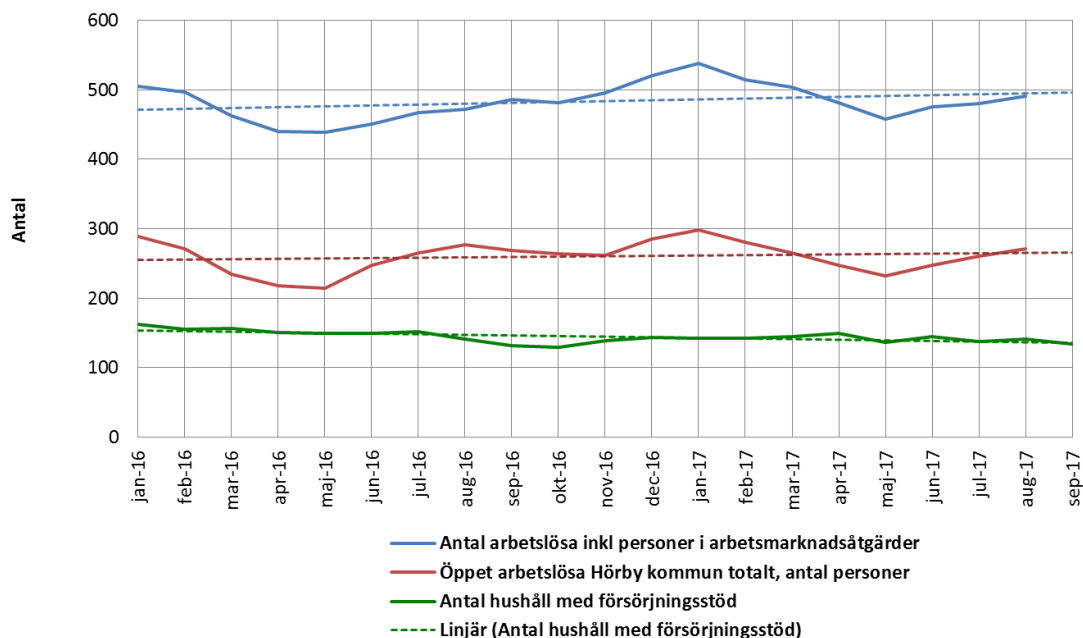 600
500
400
300
200
100
0
Antal
jan-16
feb-16
mar-16
apr-16
maj-16
jun-16
jul-16
aug-16
sep-16
okt-16
nov-16
dec-16
jan-17
feb-17
mar-17
apr-17
maj-17
jun-17
jul-17
aug-17
sep-17
Antal arbetslösa inkl personer i arbetsmarknadsåtgärder
Öppet arbetslösa Hörby kommun totalt, antal personer
Antal hushåll med försörjningsstöd
Linjär (Antal hushåll med försörjningsstöd)